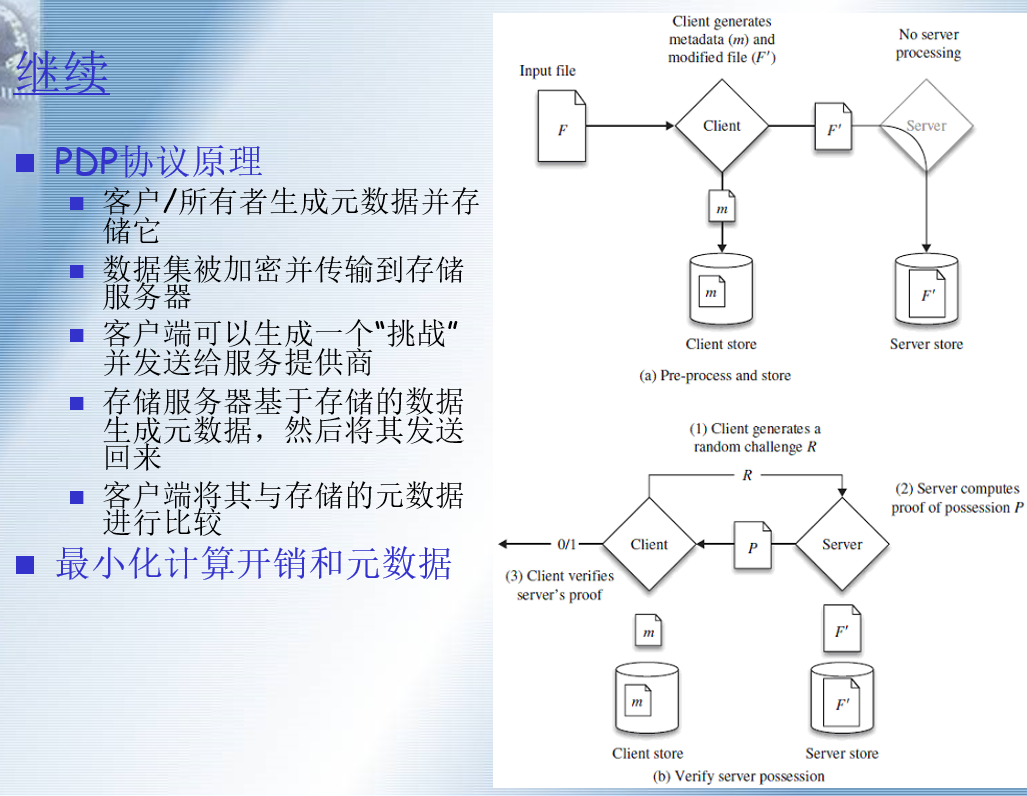 继续
PDP协议原理
客户/所有者生成元数据并存
储它
数据集被加密并传输到存储
服务器
客户端可以生成一个“挑战”
并发送给服务提供商
存储服务器基于存储的数据
生成元数据，然后将其发送
回来
客户端将其与存储的元数据
进行比较
最小化计算开销和元数据
Client generates
metadata (m) and
modified file (F′)
No server
processing
Input file
F
Client
F′
Server
m
m
F′
Client store
Server store
(a) Pre-process and store
(1) Client generates a
random challenge R
R
(2) Server computes
proof of possession P
0/1
Client
P
Server
(3) Client verifies
server’s proof
m
F′
m
F′
Client store
Server store
(b) Verify server possession